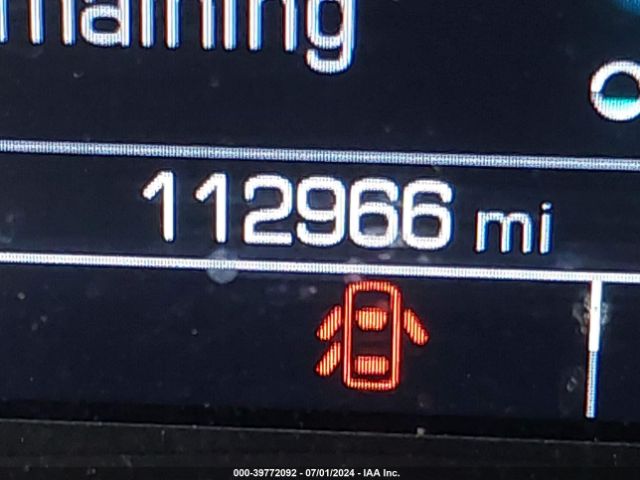 maining
112966 mi
000-39772092 - 07/01/2024 - IAA Inc.